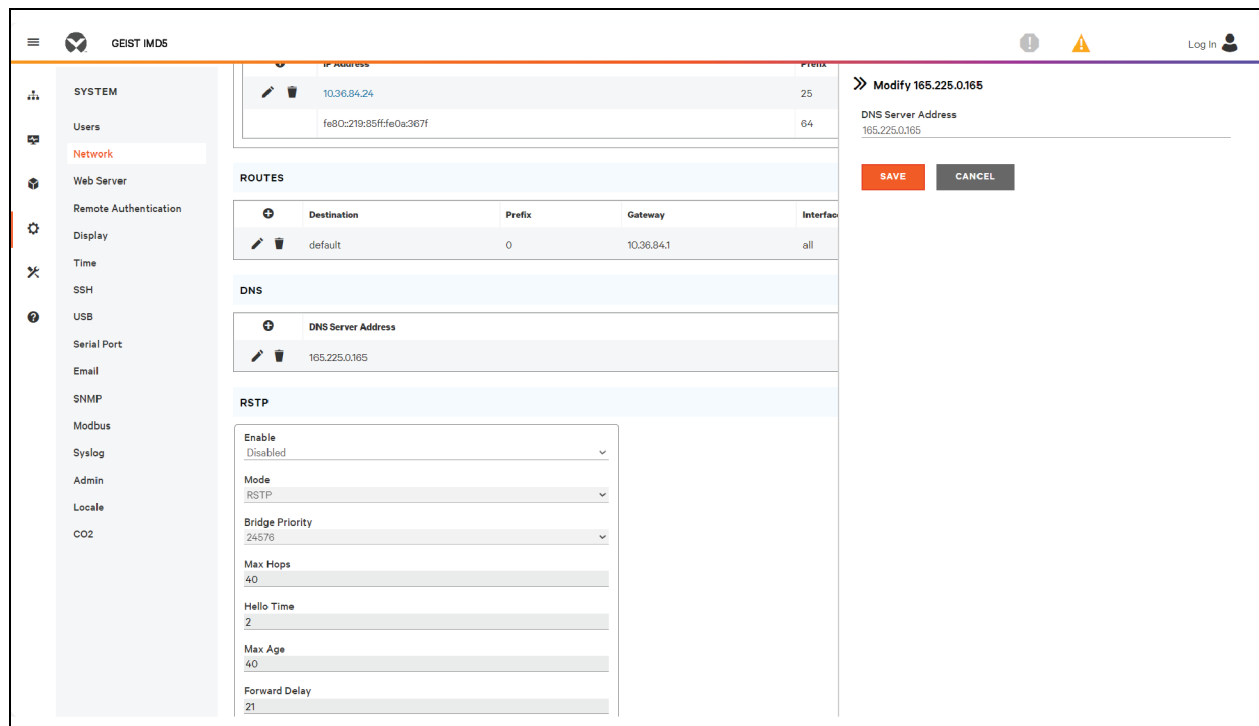 GEIST IMD5
Log In
SYSTEM
Users
Network
Web Server
Remote Authentication
Display
Time
SSH
USB
Serial Port
Email
SNMP
Modbus
Syslog
Admin
Locale
CO2
IP Address Prefix
10.36.84.24 25
fe80::219:85ff:fe0a:367f 64
ROUTES
Destination Prefix Gateway Interfac
default 0 10.36.84.1 all
DNS
DNS Server Address
165.225.0.165
RSTP
Enable
Disabled
Mode
RSTP
Bridge Priority
24576
Max Hops
40
Hello Time
2
Max Age
40
Forward Delay
21
Modify 165.225.0.165
DNS Server Address
165.225.0.165
SAVE CANCEL